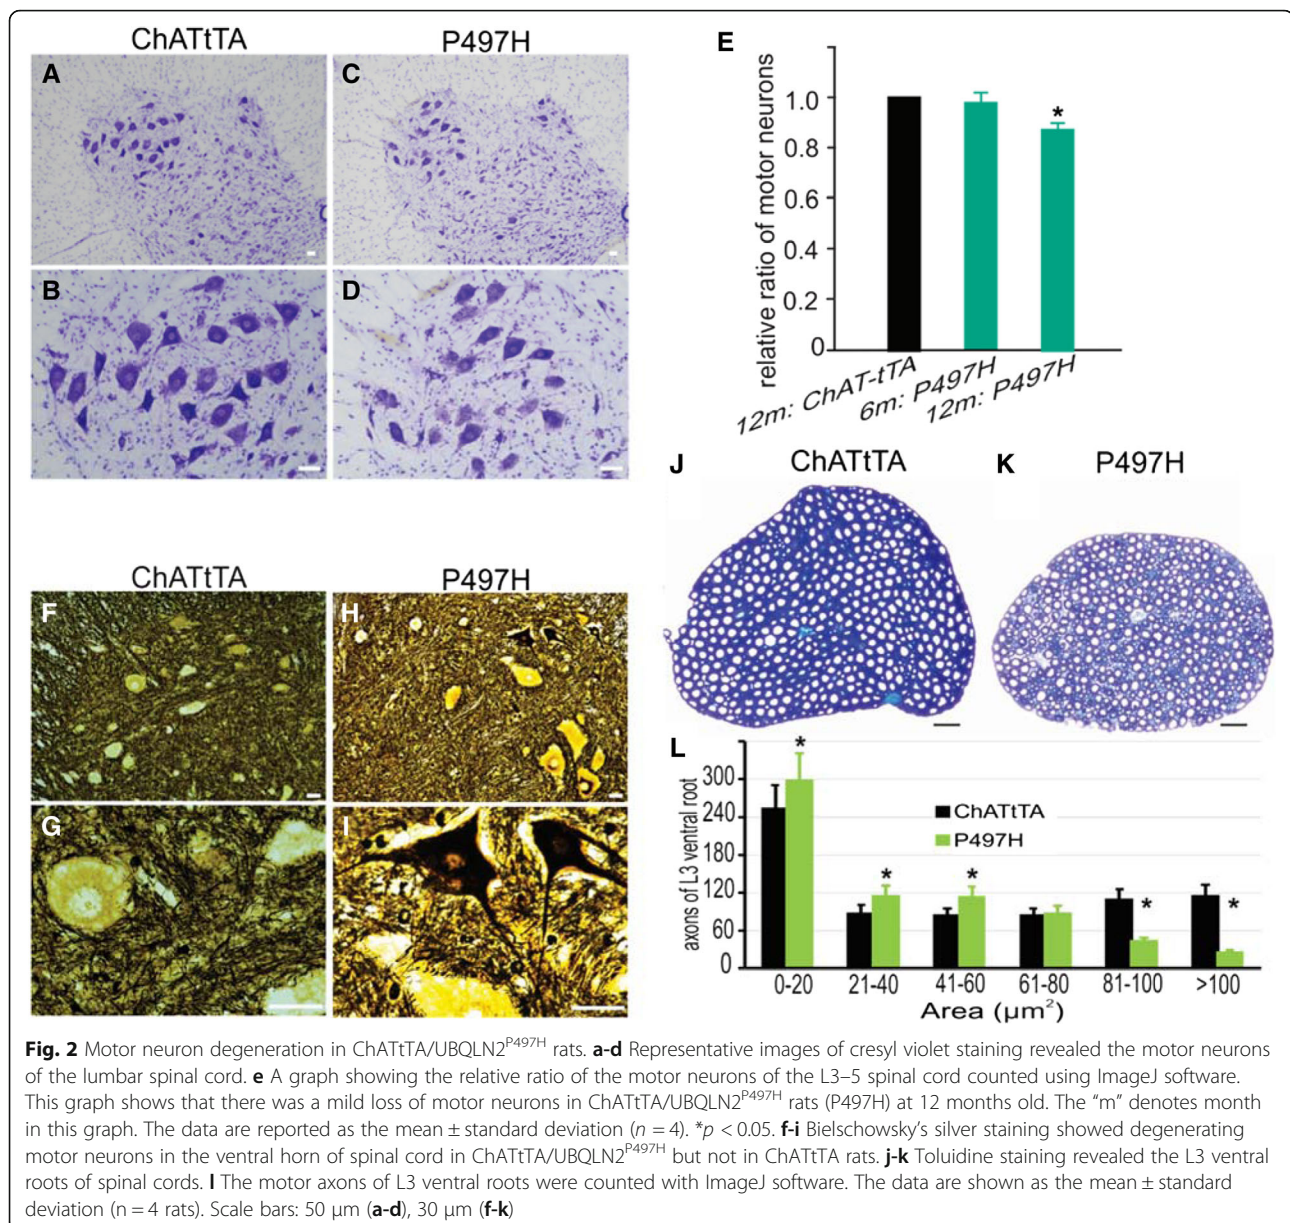 ChATtTA
P497H
A
C
B
D
E
relative ratio of motor neurons
1.0
0.8
0.6
0.4
0.2
0
12m: ChAT-tTA
6m: P497H
12m: P497H
*
ChATtTA
P497H
F
H
G
I
J
ChATtTA
K
P497H
L
axons of L3 ventral root
300
240
180
120
60
0
ChATtTA
P497H
*
*
*
*
*
0-20
21-40
41-60
61-80
81-100
>100
Area (µm²)
Fig. 2 Motor neuron degeneration in ChATtTA/UBQLN2P497H rats. a-d Representative images of cresyl violet staining revealed the motor neurons
of the lumbar spinal cord. e A graph showing the relative ratio of the motor neurons of the L3–5 spinal cord counted using ImageJ software.
This graph shows that there was a mild loss of motor neurons in ChATtTA/UBQLN2P497H rats (P497H) at 12 months old. The “m” denotes month
in this graph. The data are reported as the mean ± standard deviation (n = 4). *p < 0.05. f-i Bielschowsky's silver staining showed degenerating
motor neurons in the ventral horn of spinal cord in ChATtTA/UBQLN2P497H but not in ChATtTA rats. j-k Toluidine staining revealed the L3 ventral
roots of spinal cords. l The motor axons of L3 ventral roots were counted with ImageJ software. The data are shown as the mean ± standard
deviation (n = 4 rats). Scale bars: 50 μm (a-d), 30 μm (f-k)